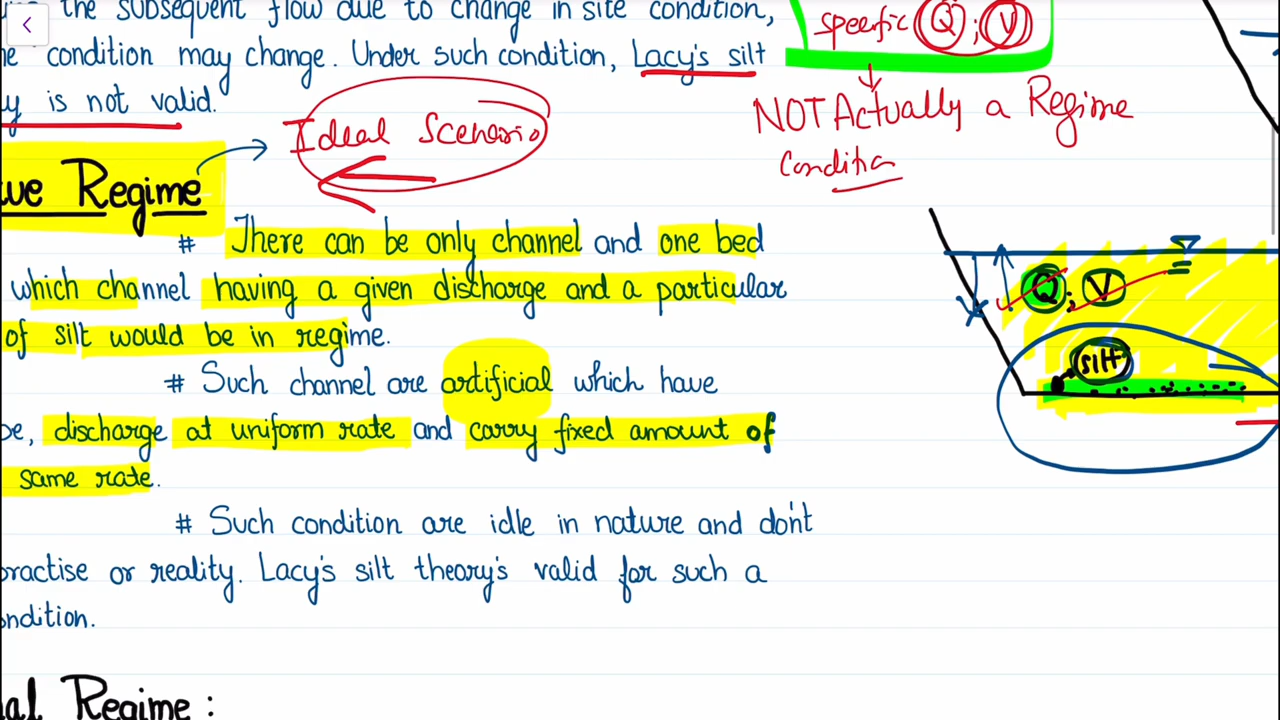 the subsequent flow due to change in site condition,
condition may change. Under such condition, Lacy's silt
y is not valid.
specific Q ; V
NOT Actually a Regime
Condition
Ideal Scenario
ue Regime
# There can be only channel and one bed
which channel having a given discharge and a particular
of silt would be in regime.
Q ; V
silt
# Such channel are artificial which have
pe, discharge at uniform rate and carry fixed amount of
same rate.
# Such condition are idle in nature and don't
practise or reality. Lacy's silt theory's valid for such a
ondition.
al Regime :